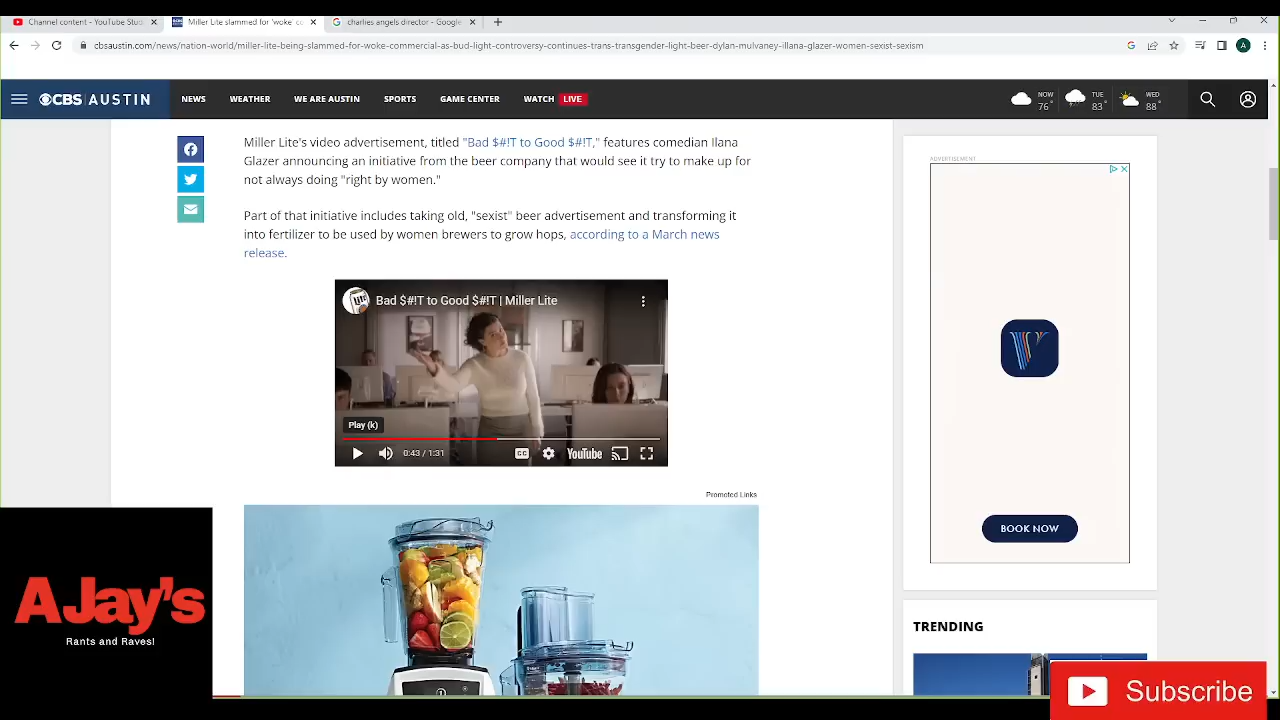 Channel content - YouTube Stud
Miller Lite slammed for 'woke' co
charlies angels director - Google
cbsaustin.com/news/nation-world/miller-lite-being-slammed-for-woke-commercial-as-bud-light-controversy-continues-trans-transgender-light-beer-dylan-mulvaney-illana-glazer-women-sexist-sexism
A
CBS AUSTIN
NEWS
WEATHER
WE ARE AUSTIN
SPORTS
GAME CENTER
WATCH LIVE
NOW
76°
TUE
83°
WED
88°
Miller Lite's video advertisement, titled "Bad $#!T to Good $#!T," features comedian Ilana
Glazer announcing an initiative from the beer company that would see it try to make up for
not always doing "right by women."
Part of that initiative includes taking old, "sexist" beer advertisement and transforming it
into fertilizer to be used by women brewers to grow hops, according to a March news
release.
Bad $#!T to Good $#!T | Miller Lite
Play (k)
0:43 / 1:31
CC
YouTube
Promoted Links
ADVERTISEMENT
BOOK NOW
TRENDING
AJay's
Rants and Raves!
Subscribe